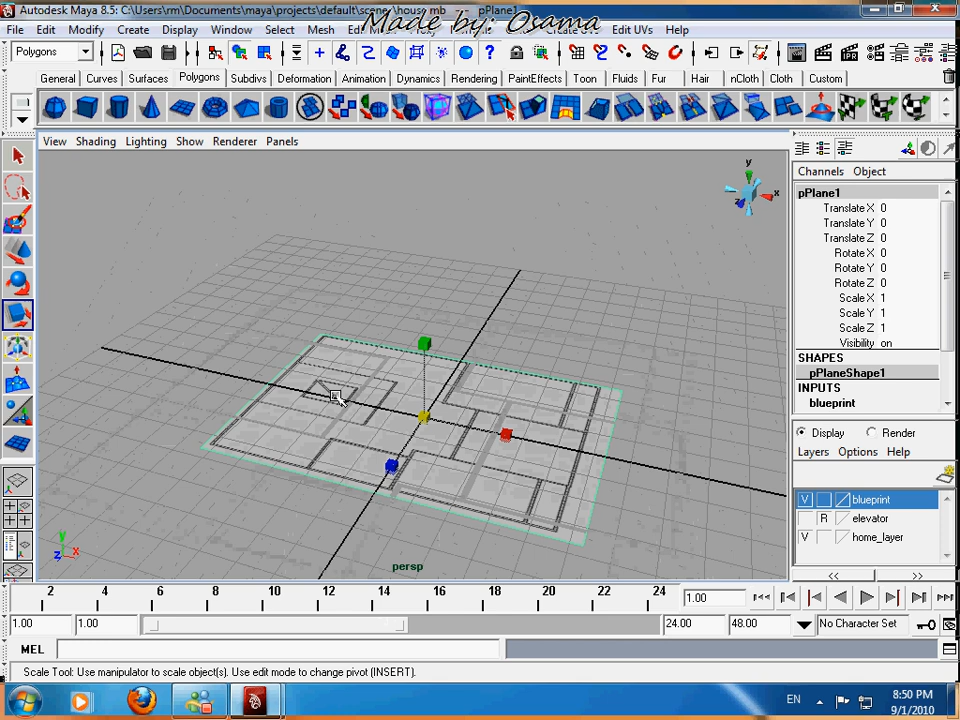 Autodesk Maya 8.5: C:\Users\rm\Documents\maya\projects\default\scene house.mb pPlane1
Made by: Osama
File Edit Modify Create Display Window Select Mesh Edit UVs Help
Polygons
General Curves Surfaces Polygons Subdivs Deformation Animation Dynamics Rendering PaintEffects Toon Fluids Fur Hair nCloth Cloth Custom
View Shading Lighting Show Renderer Panels
Channels Object
pPlane1
Translate X 0
Translate Y 0
Translate Z 0
Rotate X 0
Rotate Y 0
Rotate Z 0
Scale X 1
Scale Y 1
Scale Z 1
Visibility on
SHAPES
pPlaneShape1
INPUTS
blueprint
Display Render
Layers Options Help
V blueprint
R elevator
V home_layer
y
x
z
y
z x
persp
<< >>
2 4 6 8 10 12 14 16 18 20 22 24
1.00
1.00 1.00 24.00 48.00 No Character Set
MEL
Scale Tool: Use manipulator to scale object(s). Use edit mode to change pivot (INSERT).
EN
8:50 PM
9/1/2010